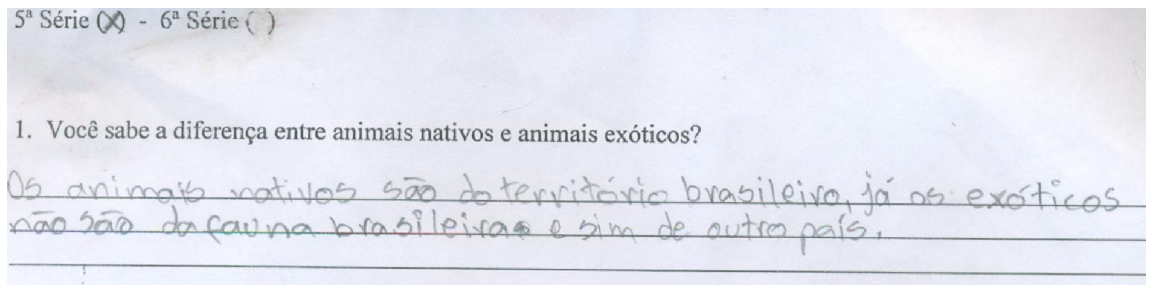 5ª Série (X) - 6ª Série ( )
1. Você sabe a diferença entre animais nativos e animais exóticos?
Os animais nativos são do território brasileiro, já os exóticos
não são da fauna brasileira e sim de outro país.